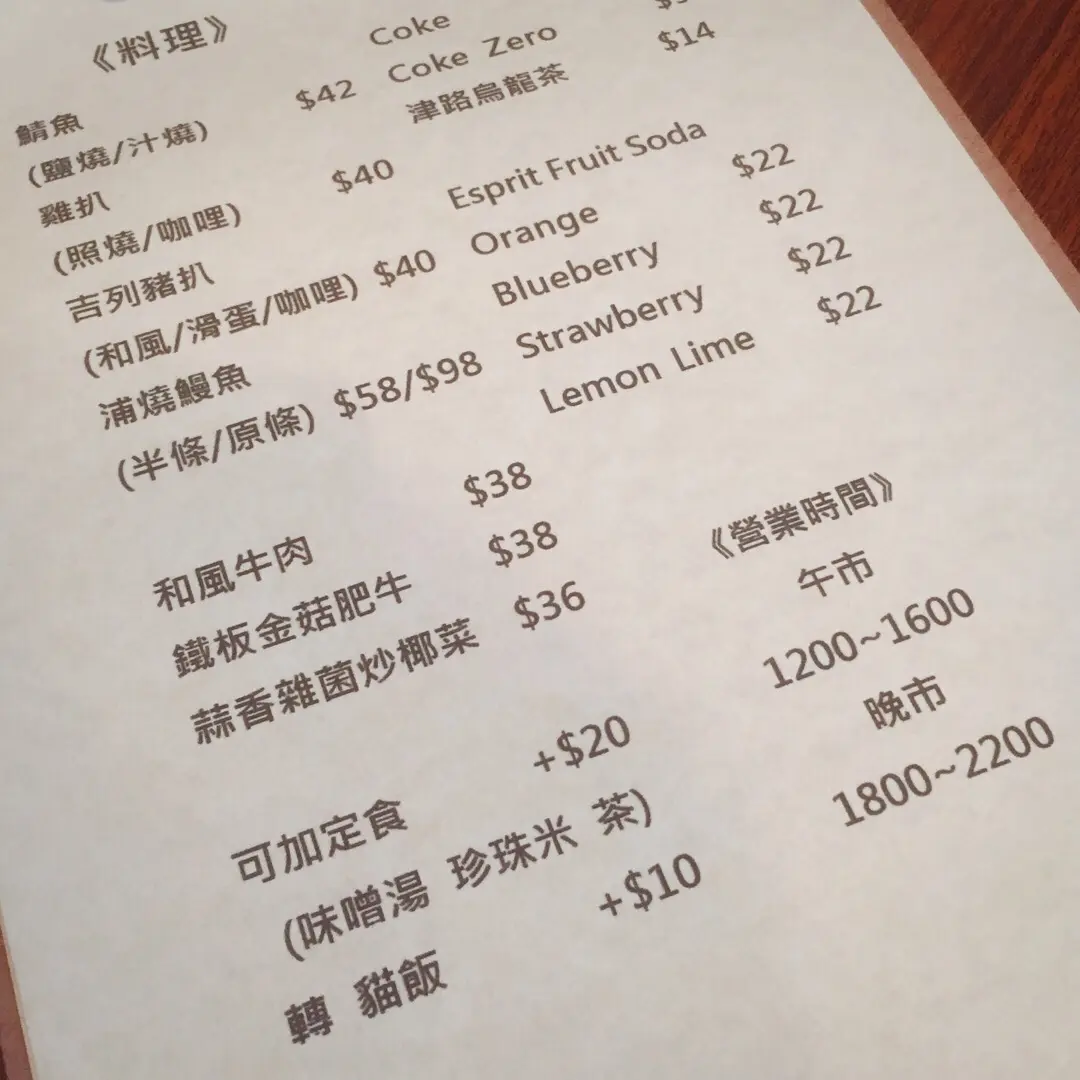 《料理》
鯖魚
(鹽燒/汁燒) $42
雞扒
(照燒/咖哩) $40
吉列豬扒
(和風/滑蛋/咖哩) $40
浦燒鰻魚
(半條/原條) $58/$98
和風牛肉 $38
鐵板金菇肥牛 $38
蒜香雜菌炒椰菜 $36
可加定食 +$20
(味噌湯 珍珠米 茶)
轉 貓飯 +$10
Coke
Coke Zero
津路烏龍茶 $14
Esprit Fruit Soda
Orange $22
Blueberry $22
Strawberry $22
Lemon Lime $22
《營業時間》
午市
1200~1600
晚市
1800~2200